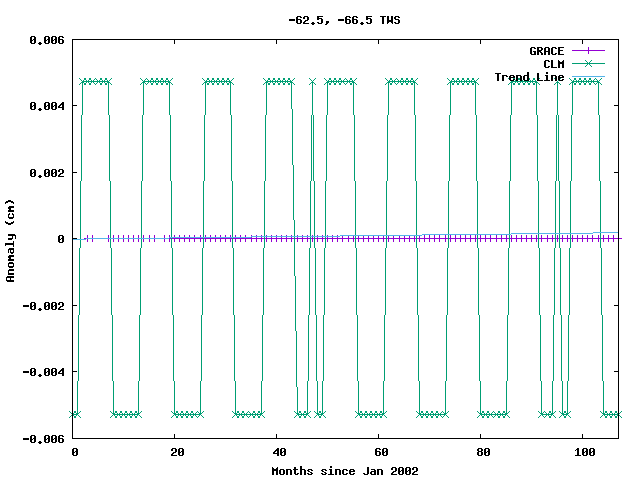 -62.5, -66.5 TWS
0.006
GRACE
CLM
Trend Line
0.004
0.002
0
-0.002
-0.004
-0.006
Anomaly (cm)
0 20 40 60 80 100
Months since Jan 2002